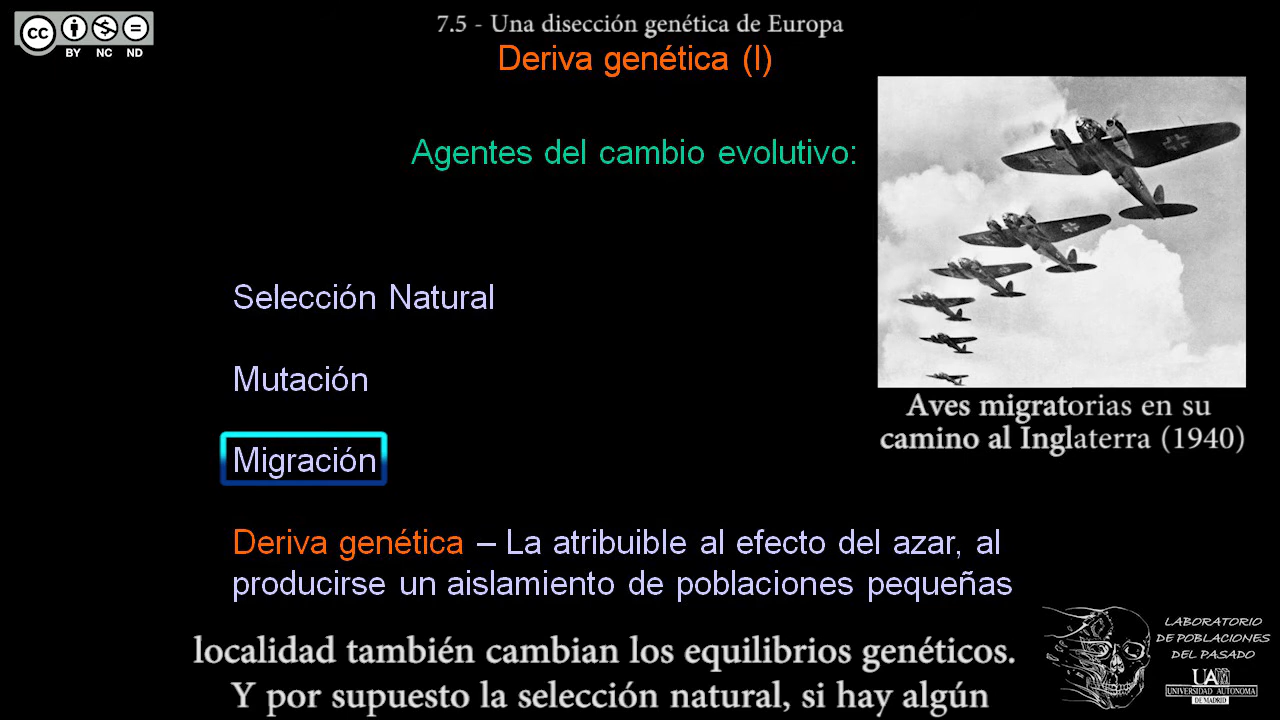 cc
BY NC ND
7.5 - Una disección genética de Europa
Deriva genética (I)
Agentes del cambio evolutivo:
Selección Natural
Mutación
Migración
Aves migratorias en su
camino al Inglaterra (1940)
Deriva genética – La atribuible al efecto del azar, al
producirse un aislamiento de poblaciones pequeñas
localidad también cambian los equilibrios genéticos.
Y por supuesto la selección natural, si hay algún
LABORATORIO
DE POBLACIONES
DEL PASADO
UAM
UNIVERSIDAD AUTONOMA
DE MADRID